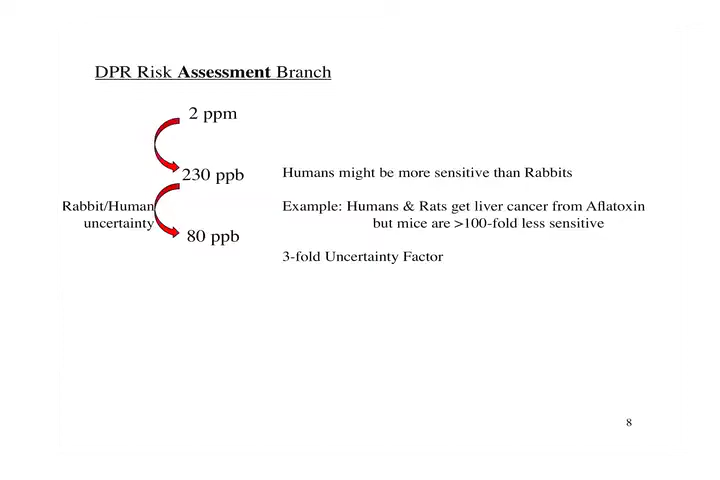 DPR Risk Assessment Branch
2 ppm
230 ppb
Humans might be more sensitive than Rabbits
Rabbit/Human
uncertainty
Example: Humans & Rats get liver cancer from Aflatoxin
but mice are >100-fold less sensitive
80 ppb
3-fold Uncertainty Factor
8